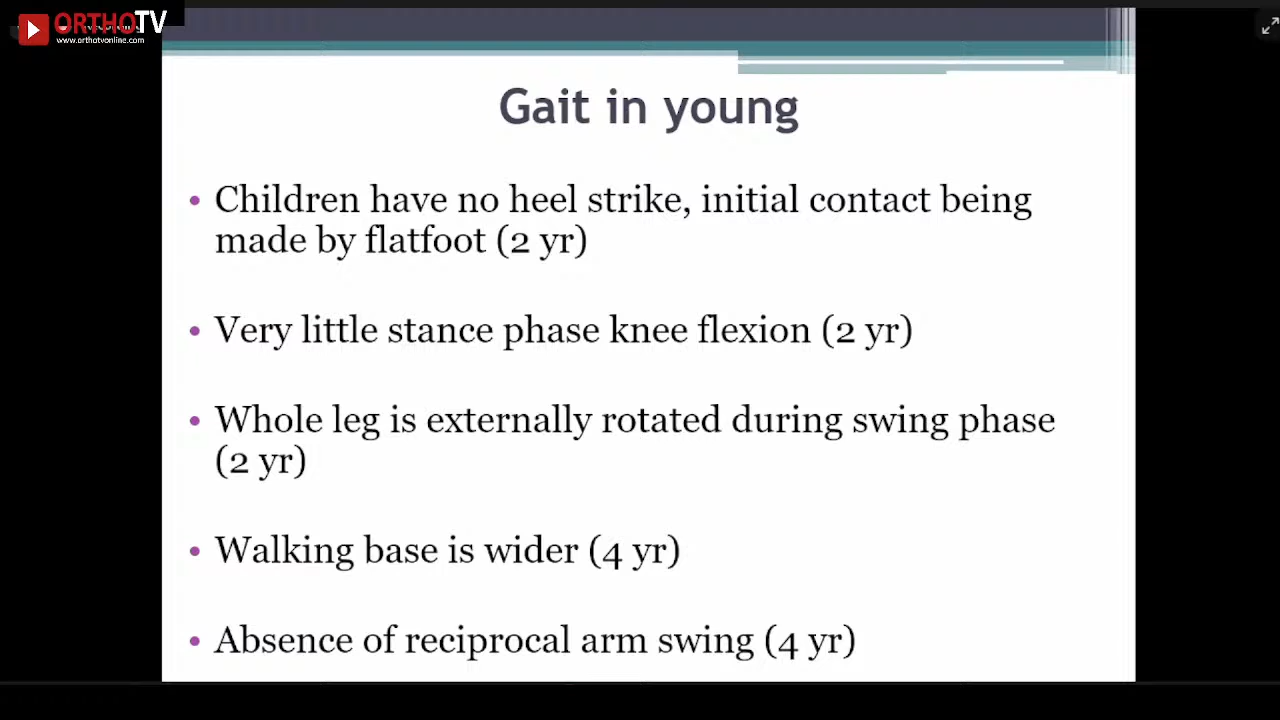 ORTHOTV
www.orthotvonline.com
Gait in young
• Children have no heel strike, initial contact being
made by flatfoot (2 yr)
• Very little stance phase knee flexion (2 yr)
• Whole leg is externally rotated during swing phase
(2 yr)
• Walking base is wider (4 yr)
• Absence of reciprocal arm swing (4 yr)